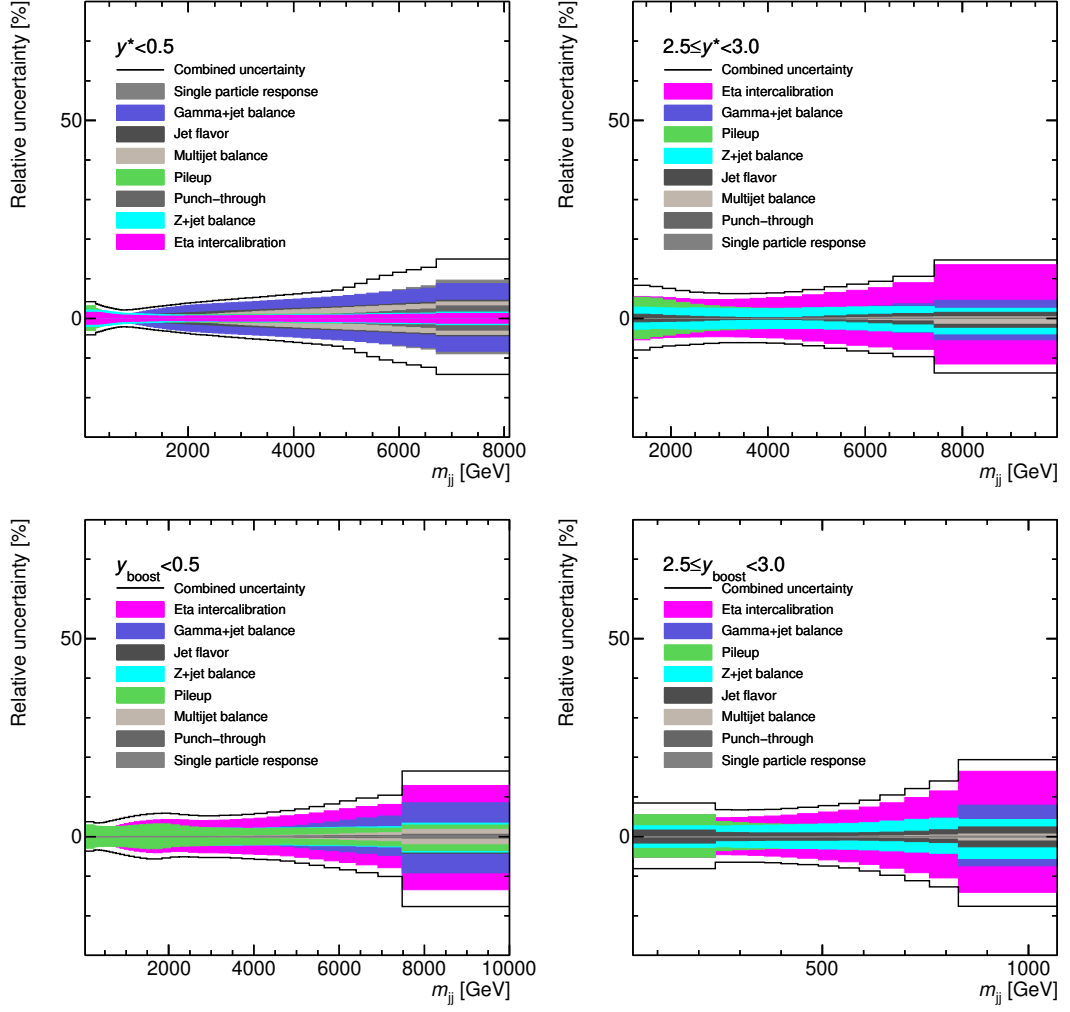 Relative uncertainty [%]
y*<0.5
Combined uncertainty
Single particle response
Gamma+jet balance
Jet flavor
Multijet balance
Pileup
Punch−through
Z+jet balance
Eta intercalibration
50
0
2000 4000 6000 8000
m_jj [GeV]
Relative uncertainty [%]
2.5≤y*<3.0
Combined uncertainty
Eta intercalibration
Gamma+jet balance
Pileup
Z+jet balance
Jet flavor
Multijet balance
Punch−through
Single particle response
50
0
2000 4000 6000 8000
m_jj [GeV]
Relative uncertainty [%]
y_boost<0.5
Combined uncertainty
Eta intercalibration
Gamma+jet balance
Jet flavor
Z+jet balance
Pileup
Multijet balance
Punch−through
Single particle response
50
0
2000 4000 6000 8000 10000
m_jj [GeV]
Relative uncertainty [%]
2.5≤y_boost<3.0
Combined uncertainty
Eta intercalibration
Gamma+jet balance
Pileup
Z+jet balance
Jet flavor
Multijet balance
Punch−through
Single particle response
50
0
500 1000
m_jj [GeV]